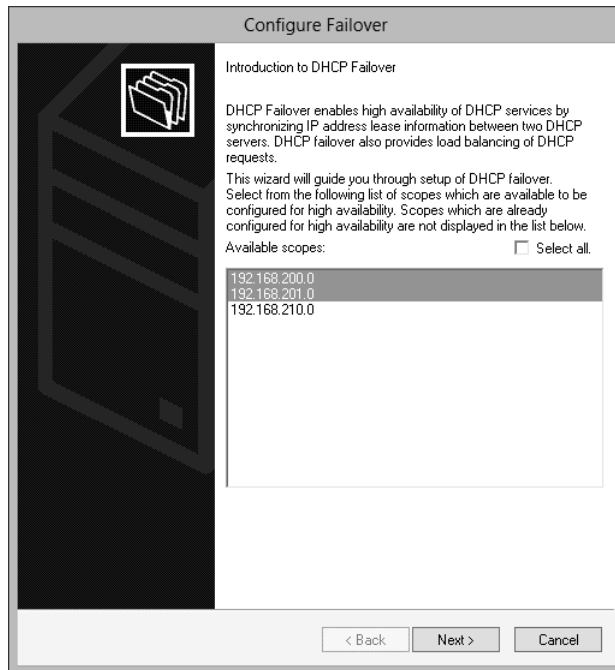 Configure Failover
Introduction to DHCP Failover
DHCP Failover enables high availability of DHCP services by
synchronizing IP address lease information between two DHCP
servers. DHCP failover also provides load balancing of DHCP
requests.
This wizard will guide you through setup of DHCP failover.
Select from the following list of scopes which are available to be
configured for high availability. Scopes which are already
configured for high availability are not displayed in the list below.
Available scopes:
Select all.
192.168.200.0
192.168.201.0
192.168.210.0
< Back
Next >
Cancel